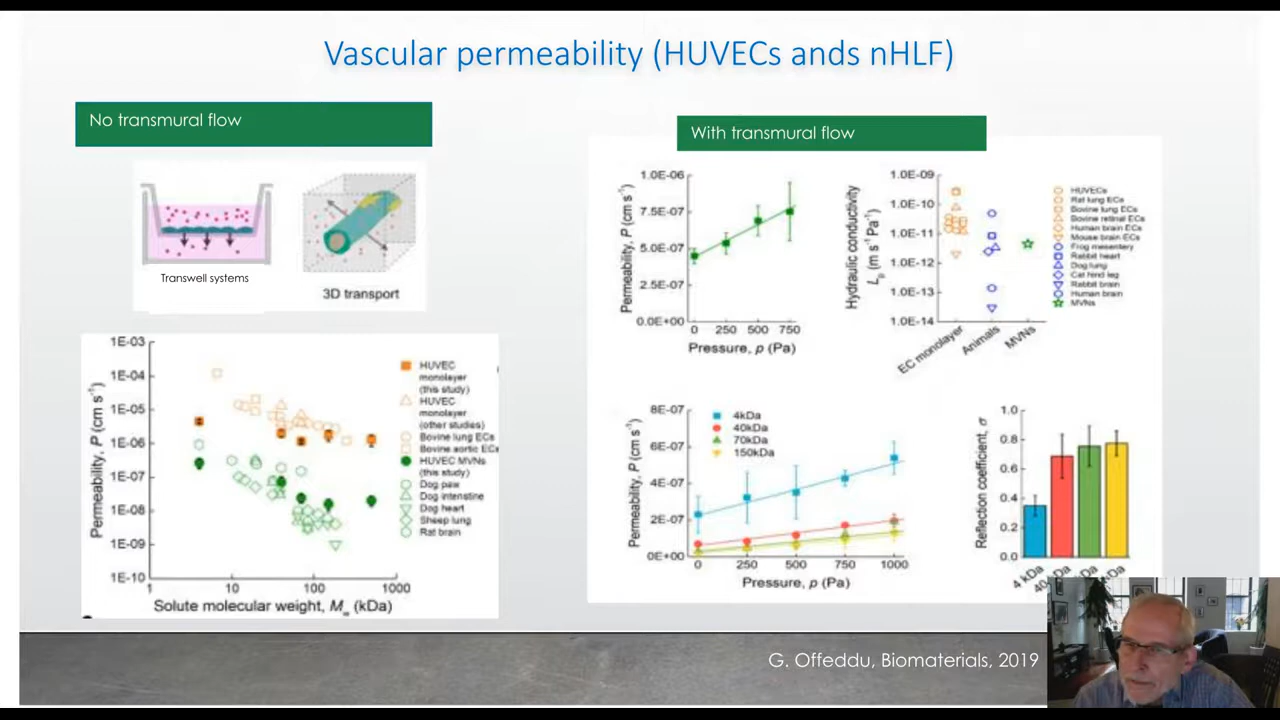 Vascular permeability (HUVECs ands nHLF)
No transmural flow
Transwell systems
3D transport
1E-03
1E-04
1E-05
1E-06
1E-07
1E-08
1E-09
1E-10
Permeability, P (cm s⁻¹)
1
10
100
1000
Solute molecular weight, Mw (kDa)
HUVEC
monolayer
(this study)
HUVEC
monolayer
(other studies)
Bovine lung ECs
Bovine aortic ECs
HUVEC MVNs
(this study)
Dog paw
Dog intenstine
Dog heart
Sheep lung
Rat brain
With transmural flow
1.0E-06
7.5E-07
5.0E-07
2.5E-07
0.0E+00
Permeability, P (cm s⁻¹)
0
250
500
750
Pressure, p (Pa)
1.0E-09
1.0E-10
1.0E-11
1.0E-12
1.0E-13
1.0E-14
Hydraulic conductivity
Lp (m s⁻¹ Pa⁻¹)
EC monolayer
Animals
MVNs
HUVECs
Rat lung ECs
Bovine lung ECs
Bovine retinal ECs
Human brain ECs
Mouse brain ECs
Frog mesentery
Rabbit heart
Dog lung
Cat hind leg
Rabbit brain
Human brain
MVNs
8E-07
6E-07
4E-07
2E-07
0E+00
Permeability, P (cm s⁻¹)
4kDa
40kDa
70kDa
150kDa
0
250
500
750
1000
Pressure, p (Pa)
1.0
0.8
0.6
0.4
0.2
0.0
Reflection coefficient, σ
4 kDa
G. Offeddu, Biomaterials, 2019